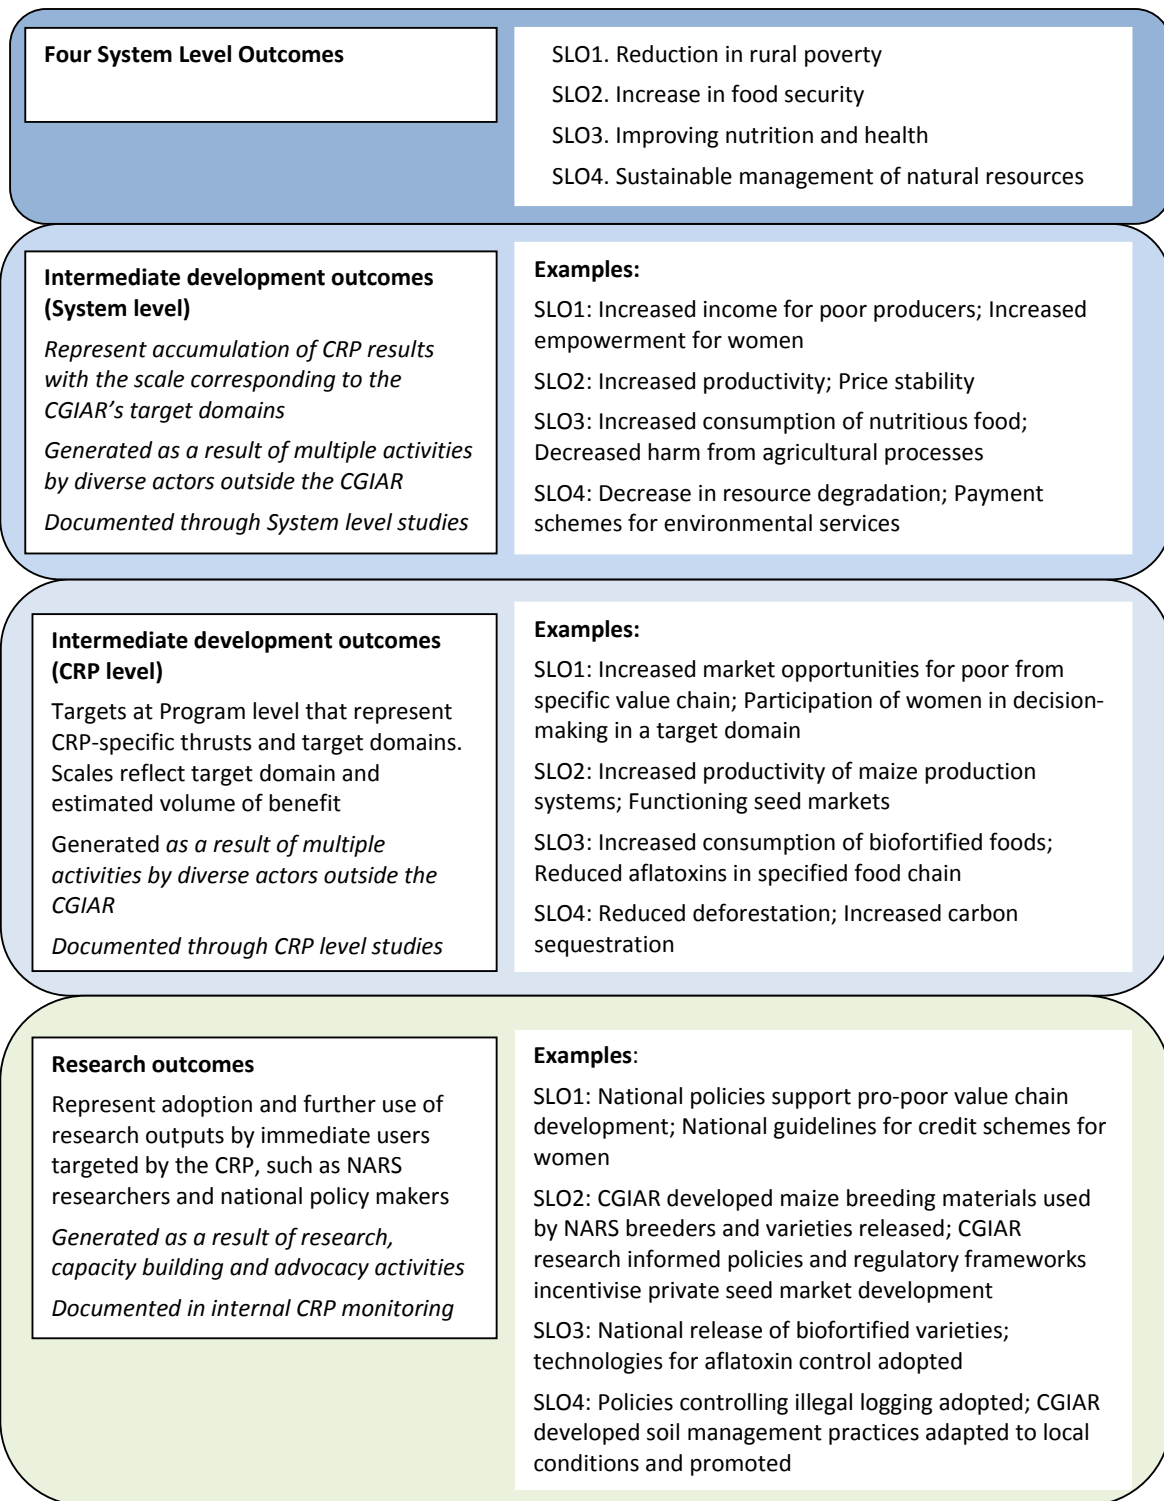 Four System Level Outcomes
SLO1. Reduction in rural poverty
SLO2. Increase in food security
SLO3. Improving nutrition and health
SLO4. Sustainable management of natural resources
Intermediate development outcomes
(System level)
Represent accumulation of CRP results
with the scale corresponding to the
CGIAR’s target domains
Generated as a result of multiple activities
by diverse actors outside the CGIAR
Documented through System level studies
Examples:
SLO1: Increased income for poor producers; Increased
empowerment for women
SLO2: Increased productivity; Price stability
SLO3: Increased consumption of nutritious food;
Decreased harm from agricultural processes
SLO4: Decrease in resource degradation; Payment
schemes for environmental services
Intermediate development outcomes
(CRP level)
Targets at Program level that represent
CRP-specific thrusts and target domains.
Scales reflect target domain and
estimated volume of benefit
Generated as a result of multiple
activities by diverse actors outside the
CGIAR
Documented through CRP level studies
Examples:
SLO1: Increased market opportunities for poor from
specific value chain; Participation of women in decision-
making in a target domain
SLO2: Increased productivity of maize production
systems; Functioning seed markets
SLO3: Increased consumption of biofortified foods;
Reduced aflatoxins in specified food chain
SLO4: Reduced deforestation; Increased carbon
sequestration
Research outcomes
Represent adoption and further use of
research outputs by immediate users
targeted by the CRP, such as NARS
researchers and national policy makers
Generated as a result of research,
capacity building and advocacy activities
Documented in internal CRP monitoring
Examples:
SLO1: National policies support pro-poor value chain
development; National guidelines for credit schemes for
women
SLO2: CGIAR developed maize breeding materials used
by NARS breeders and varieties released; CGIAR
research informed policies and regulatory frameworks
incentivise private seed market development
SLO3: National release of biofortified varieties;
technologies for aflatoxin control adopted
SLO4: Policies controlling illegal logging adopted; CGIAR
developed soil management practices adapted to local
conditions and promoted